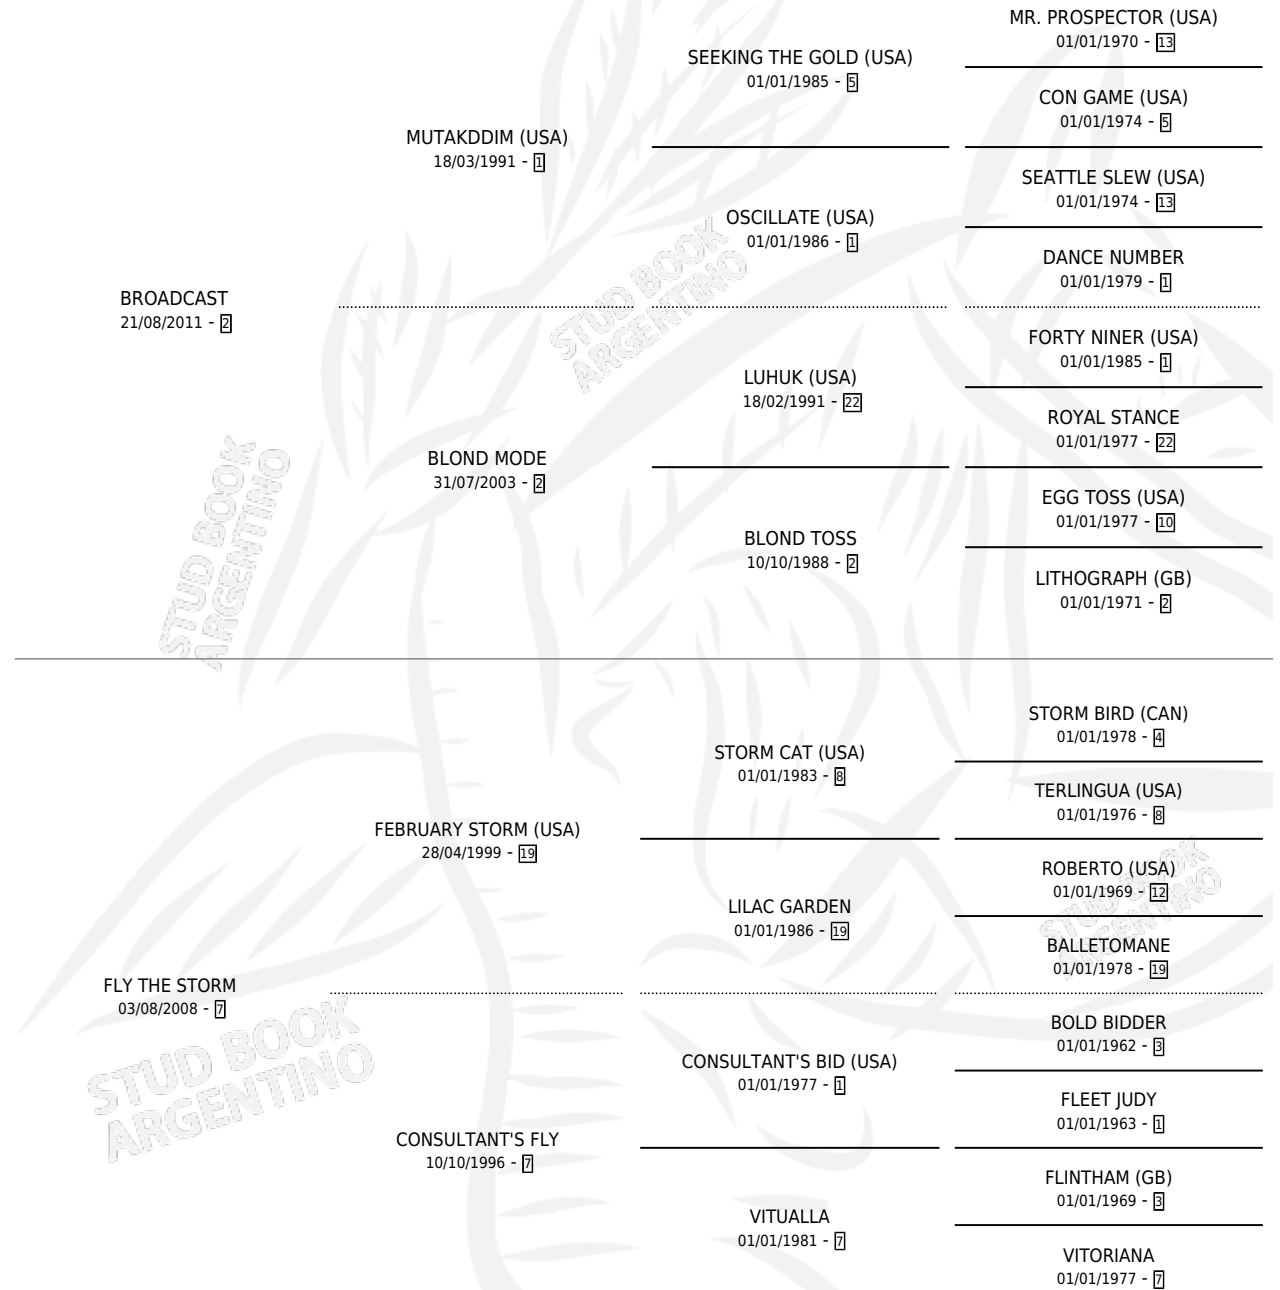 MR. PROSPECTOR (USA)
01/01/1970 - 13
SEEKING THE GOLD (USA)
01/01/1985 - 5
CON GAME (USA)
01/01/1974 - 5
MUTAKDDIM (USA)
18/03/1991 - 1
SEATTLE SLEW (USA)
01/01/1974 - 13
OSCILLATE (USA)
01/01/1986 - 1
DANCE NUMBER
01/01/1979 - 1
BROADCAST
21/08/2011 - 2
STUD BOOK
ARGENTINO
FORTY NINER (USA)
01/01/1985 - 1
LUHUK (USA)
18/02/1991 - 22
ROYAL STANCE
01/01/1977 - 22
BLOND MODE
31/07/2003 - 2
EGG TOSS (USA)
01/01/1977 - 10
BLOND TOSS
10/10/1988 - 2
LITHOGRAPH (GB)
01/01/1971 - 2
STUD BOOK
ARGENTINO
STORM BIRD (CAN)
01/01/1978 - 4
STORM CAT (USA)
01/01/1983 - 8
TERLINGUA (USA)
01/01/1976 - 8
FEBRUARY STORM (USA)
28/04/1999 - 19
ROBERTO (USA)
01/01/1969 - 12
LILAC GARDEN
01/01/1986 - 19
STUD BOOK
ARGENTINO
BALLETOMANE
01/01/1978 - 19
FLY THE STORM
03/08/2008 - 7
STUD BOOK
ARGENTINO
BOLD BIDDER
01/01/1962 - 3
CONSULTANT'S BID (USA)
01/01/1977 - 1
FLEET JUDY
01/01/1963 - 1
CONSULTANT'S FLY
10/10/1996 - 7
FLINTHAM (GB)
01/01/1969 - 3
VITUALLA
01/01/1981 - 7
VITORIANA
01/01/1977 - 7